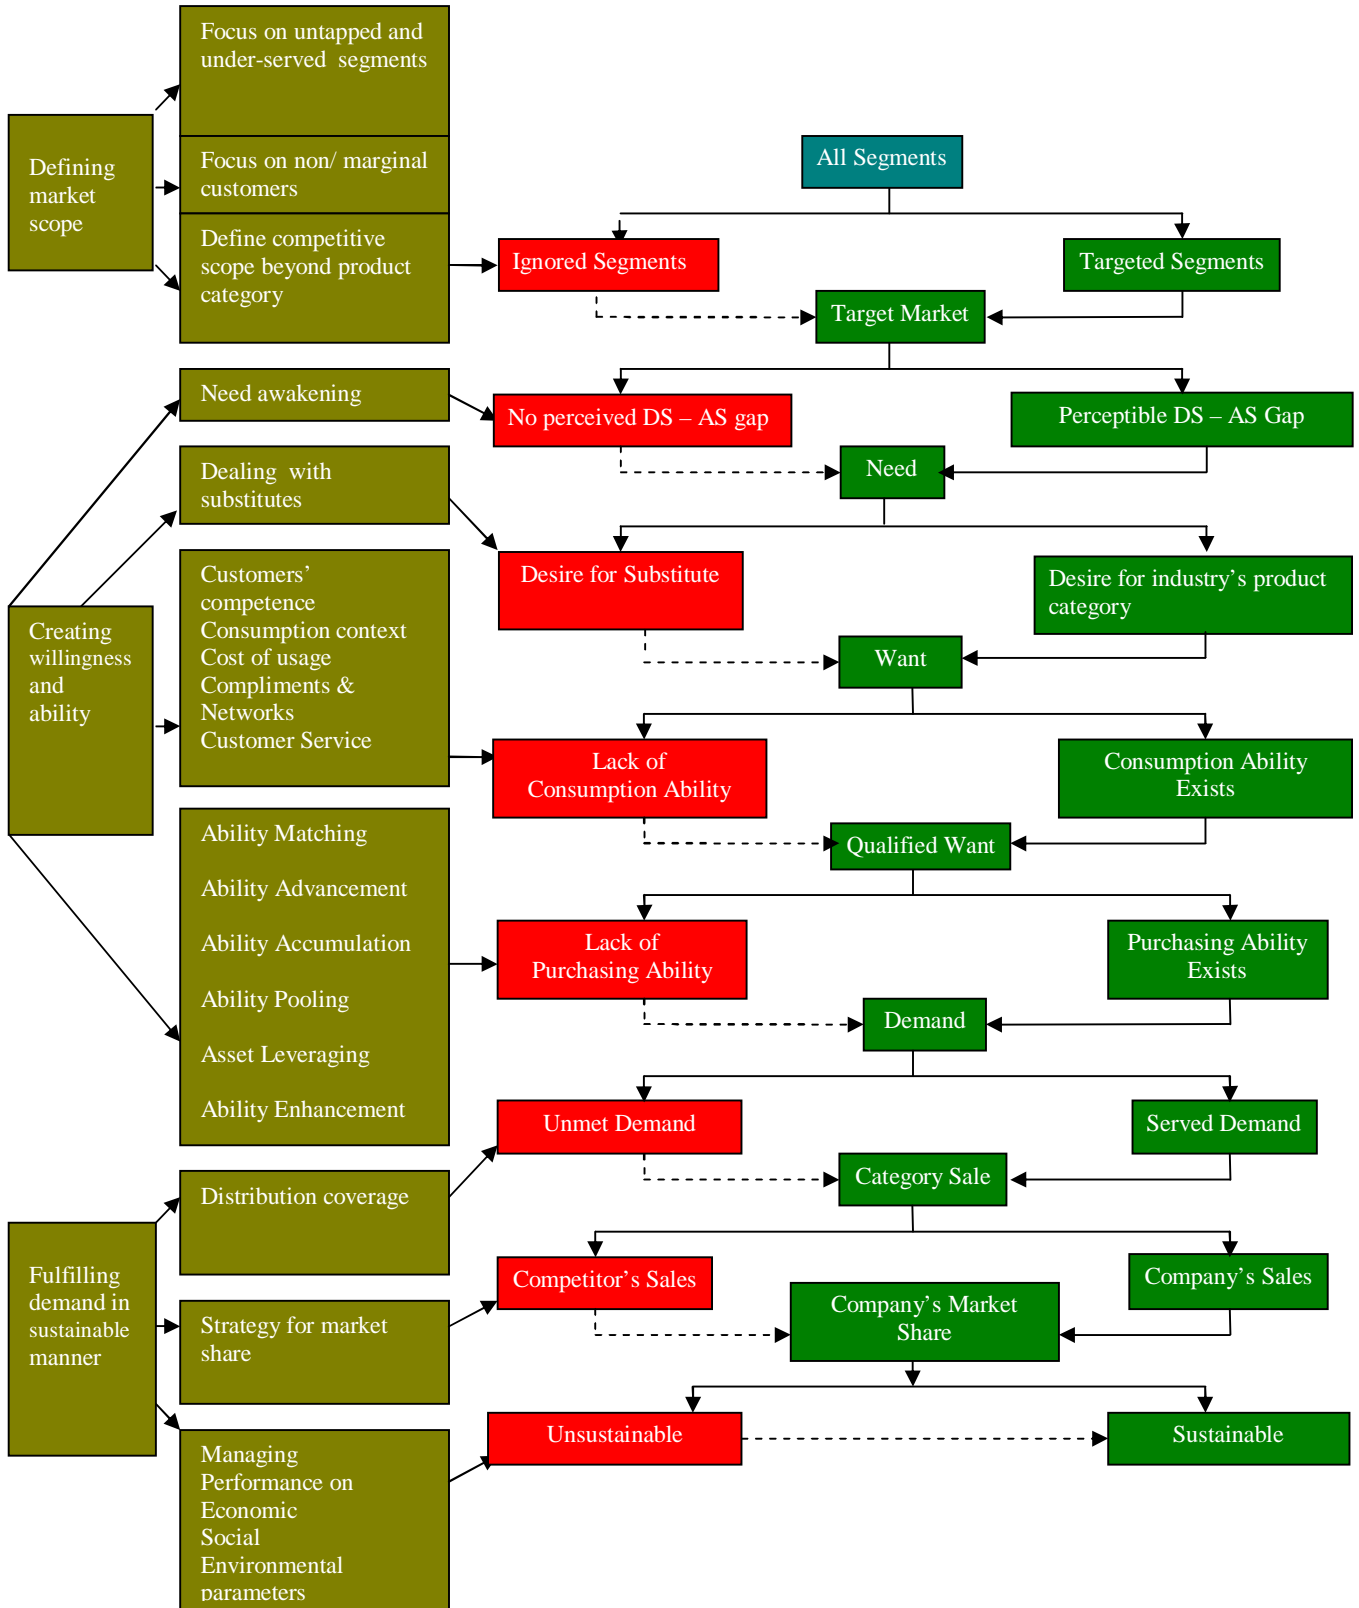 Focus on untapped and
under-served segments
Defining
market
scope
Focus on non/ marginal
customers
Define competitive
scope beyond product
category
All Segments
Ignored Segments
Targeted Segments
Target Market
Need awakening
No perceived DS – AS gap
Perceptible DS – AS Gap
Need
Dealing with
substitutes
Desire for Substitute
Desire for industry's product
category
Creating
willingness
and
ability
Customers'
competence
Consumption context
Cost of usage
Compliments &
Networks
Customer Service
Want
Lack of
Consumption Ability
Consumption Ability
Exists
Qualified Want
Ability Matching
Ability Advancement
Ability Accumulation
Ability Pooling
Asset Leveraging
Ability Enhancement
Lack of
Purchasing Ability
Purchasing Ability
Exists
Demand
Unmet Demand
Served Demand
Category Sale
Distribution coverage
Fulfilling
demand in
sustainable
manner
Competitor's Sales
Company's Sales
Company's Market
Share
Strategy for market
share
Unsustainable
Sustainable
Managing
Performance on
Economic
Social
Environmental
parameters